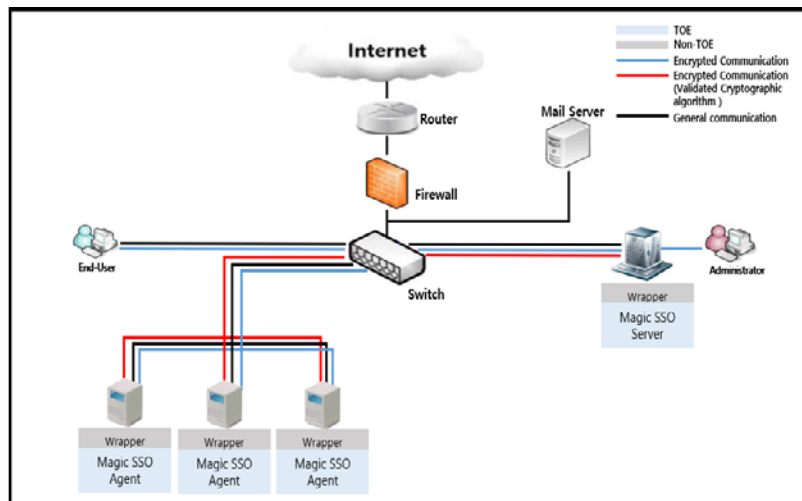 Internet
TOE
Non-TOE
Encrypted Communication
Encrypted Communication
(Validated Cryptographic
algorithm )
General communication
Router
Mail Server
Firewall
End-User
Switch
Administrator
Wrapper
Magic SSO
Server
Wrapper
Magic SSO
Agent
Wrapper
Magic SSO
Agent
Wrapper
Magic SSO
Agent